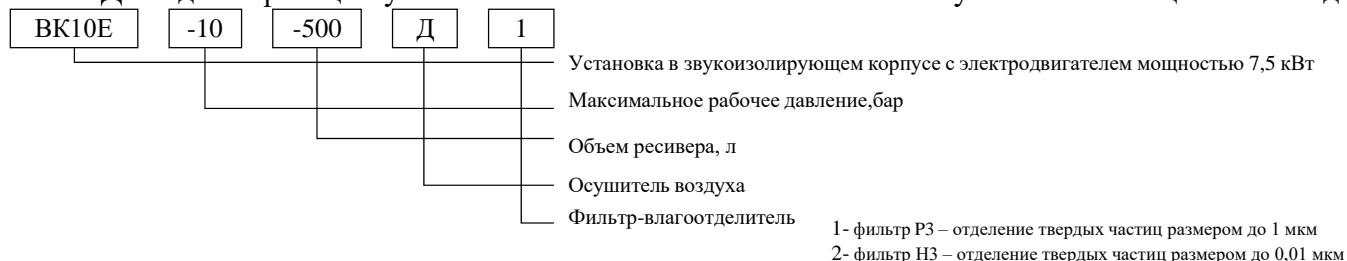 ВК10Е -10 -500 Д 1
Установка в звукоизолирующем корпусе с электродвигателем мощностью 7,5 кВт
Максимальное рабочее давление,бар
Объем ресивера, л
Осушитель воздуха
Фильтр-влагоотделитель
1- фильтр Р3 – отделение твердых частиц размером до 1 мкм
2- фильтр Н3 – отделение твердых частиц размером до 0,01 мкм